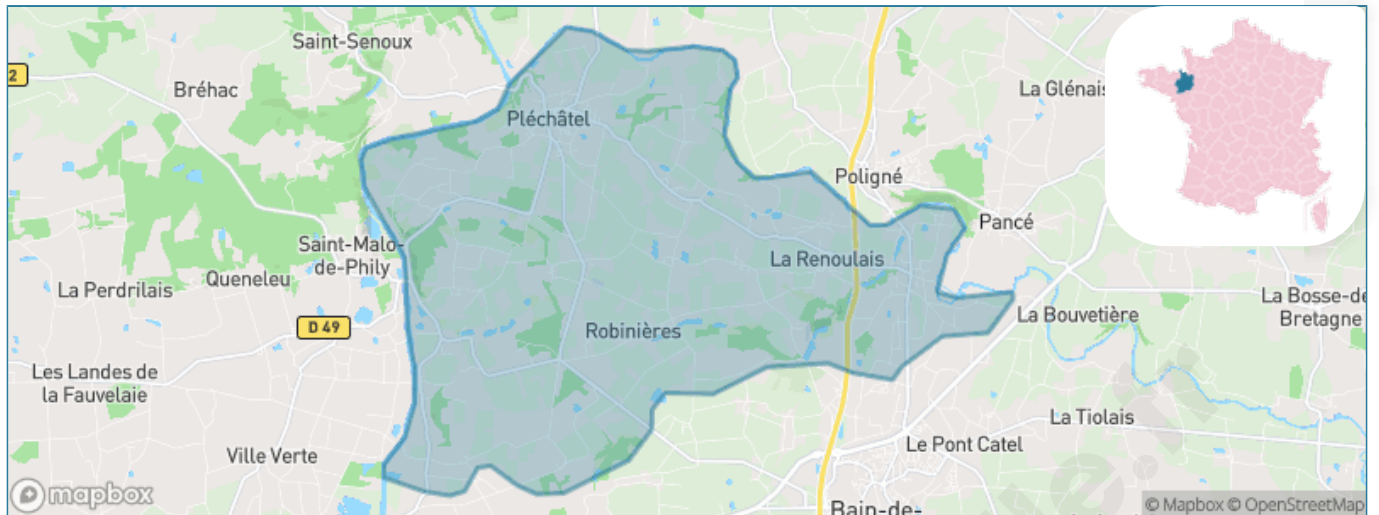 Saint-Senoux
2
Bréhac
La Glénais
Pléchâtel
Poligné
Pancé
Saint-Malo-
de-Phily
La Renoulais
Queneleu
La Perdrilais
La Bosse-de
Bretagne
La Bouvetière
D 49
Robinières
Les Landes de
la Fauvelaie
La Tiolais
Ville Verte
Le Pont Catel
mapbox
Bain-de-
© Mapbox © OpenStreetMap